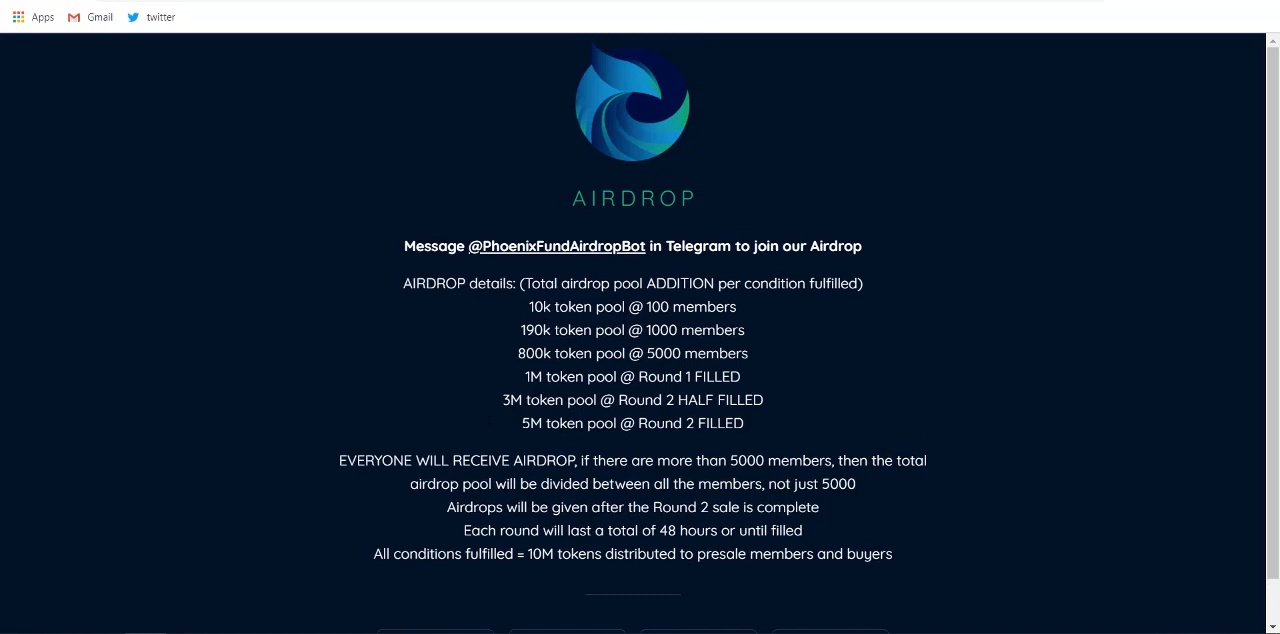 Apps Gmail twitter
AIRDROP
Message @PhoenixFundAirdropBot in Telegram to join our Airdrop
AIRDROP details: (Total airdrop pool ADDITION per condition fulfilled)
10k token pool @ 100 members
190k token pool @ 1000 members
800k token pool @ 5000 members
1M token pool @ Round 1 FILLED
3M token pool @ Round 2 HALF FILLED
5M token pool @ Round 2 FILLED
EVERYONE WILL RECEIVE AIRDROP, if there are more than 5000 members, then the total
airdrop pool will be divided between all the members, not just 5000
Airdrops will be given after the Round 2 sale is complete
Each round will last a total of 48 hours or until filled
All conditions fulfilled = 10M tokens distributed to presale members and buyers